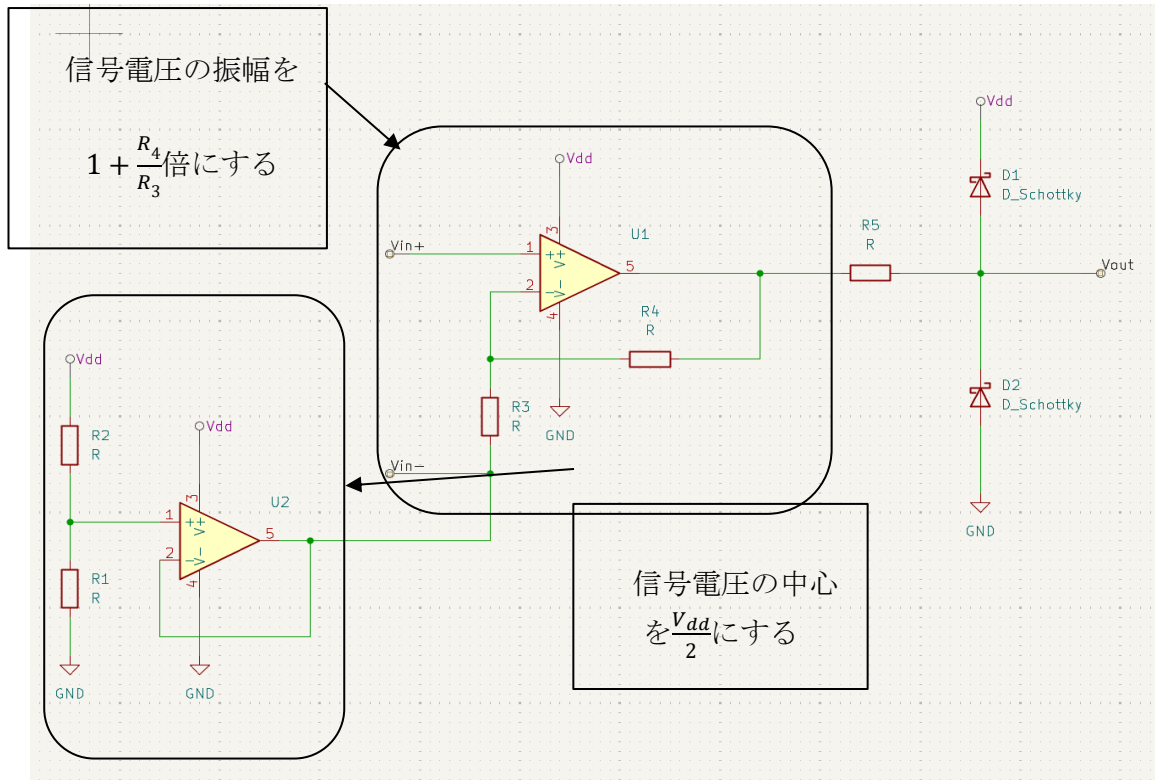 信号電圧の振幅を
1 + R4/R3倍にする
Vdd
Vdd
D1
D_Schottky
Vin+
1
3
+
V+
U1
R5
R
5
Vout
2
-
V-
4
R4
R
D2
D_Schottky
Vdd
R3
R
GND
R2
R
Vdd
Vin-
3
U2
GND
1
+
V+
5
2
-
V-
4
R1
R
信号電圧の中心
をVdd/2にする
GND
GND